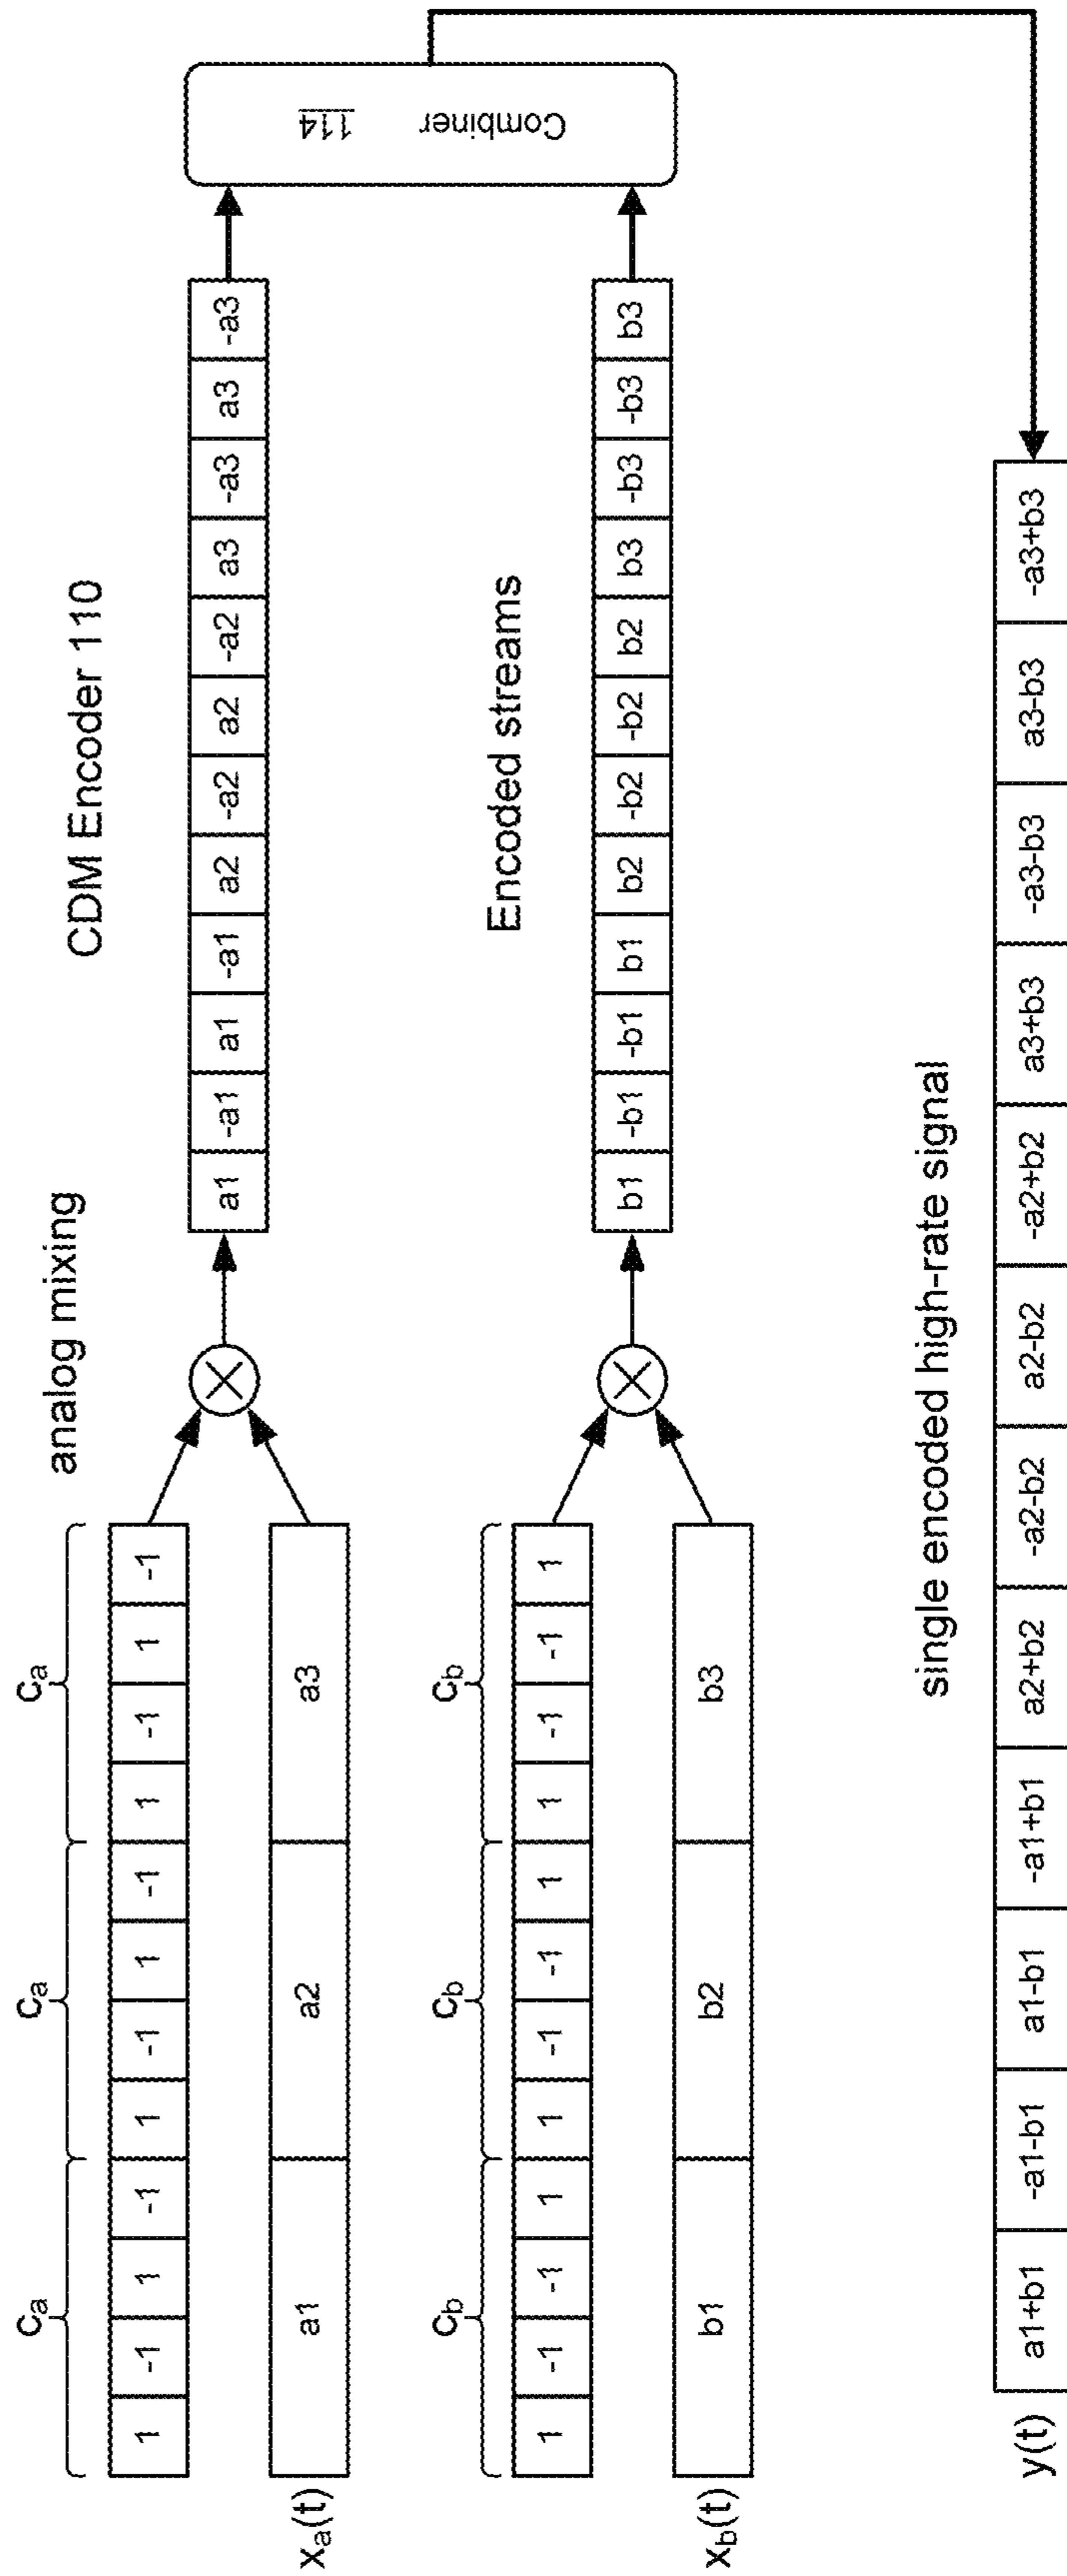 analog mixing
CDM Encoder 110
Ca Ca Ca
1 -1 1 -1 1 -1 1 -1 1 -1 1 -1
xa(t) a1 a2 a3
a1 -a1 a1 -a1 a2 -a2 a2 -a2 a3 -a3 a3 -a3
Combiner
114
Cb Cb Cb
1 -1 -1 1 1 -1 -1 1 1 -1 -1 1
xb(t) b1 b2 b3
Encoded streams
b1 -b1 -b1 b1 b2 -b2 -b2 b2 b3 -b3 -b3 b3
single encoded high-rate signal
y(t) a1+b1 -a1-b1 a1-b1 -a1+b1 a2+b2 -a2-b2 a2-b2 -a2+b2 a3+b3 -a3-b3 a3-b3 -a3+b3